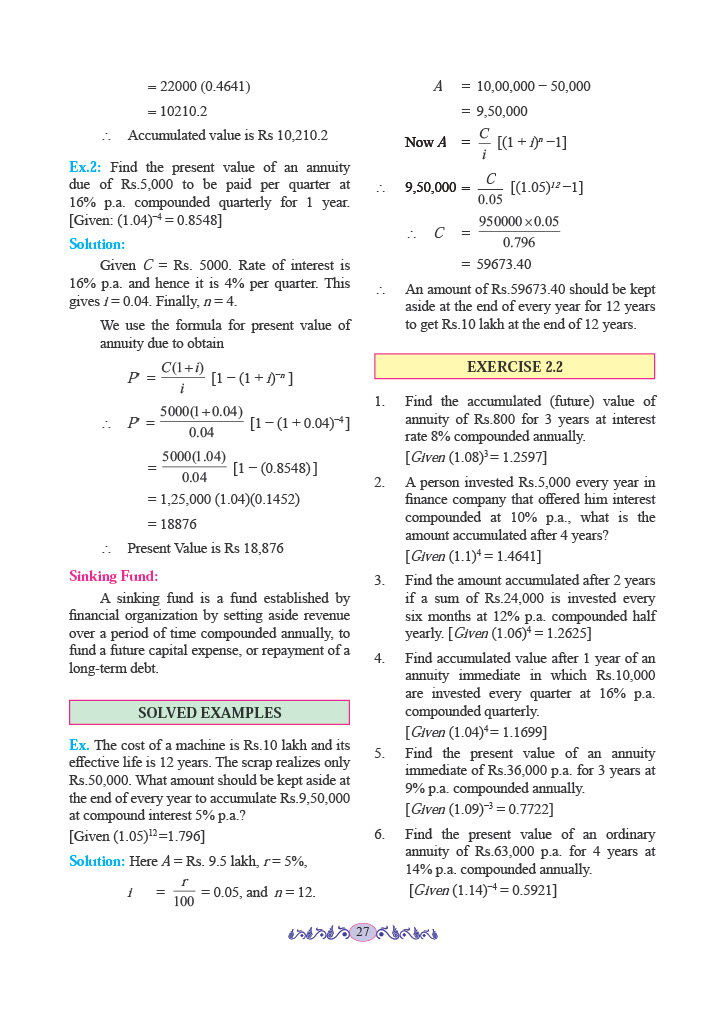 = 22000 (0.4641)
= 10210.2
∴ Accumulated value is Rs 10,210.2
Ex.2: Find the present value of an annuity
due of Rs.5,000 to be paid per quarter at
16% p.a. compounded quarterly for 1 year.
[Given: (1.04)⁻⁴ = 0.8548]
Solution:
Given C = Rs. 5000. Rate of interest is
16% p.a. and hence it is 4% per quarter. This
gives i = 0.04. Finally, n = 4.
We use the formula for present value of
annuity due to obtain
P' = C(1+i)/i [1 − (1 + i)⁻ⁿ ]
∴ P' = 5000(1+0.04)/0.04 [1 − (1 + 0.04)⁻⁴]
= 5000(1.04)/0.04 [1 − (0.8548)]
= 1,25,000 (1.04)(0.1452)
= 18876
∴ Present Value is Rs 18,876
Sinking Fund:
A sinking fund is a fund established by
financial organization by setting aside revenue
over a period of time compounded annually, to
fund a future capital expense, or repayment of a
long-term debt.
SOLVED EXAMPLES
Ex. The cost of a machine is Rs.10 lakh and its
effective life is 12 years. The scrap realizes only
Rs.50,000. What amount should be kept aside at
the end of every year to accumulate Rs.9,50,000
at compound interest 5% p.a.?
[Given (1.05)¹²=1.796]
Solution: Here A = Rs. 9.5 lakh, r = 5%,
i = r/100 = 0.05, and n = 12.
A = 10,00,000 − 50,000
= 9,50,000
Now A = C/i [(1 + i)ⁿ −1]
∴ 9,50,000 = C/0.05 [(1.05)¹² −1]
∴ C = 950000×0.05/0.796
= 59673.40
∴ An amount of Rs.59673.40 should be kept
aside at the end of every year for 12 years
to get Rs.10 lakh at the end of 12 years.
EXERCISE 2.2
1. Find the accumulated (future) value of
annuity of Rs.800 for 3 years at interest
rate 8% compounded annually.
[Given (1.08)³ = 1.2597]
2. A person invested Rs.5,000 every year in
finance company that offered him interest
compounded at 10% p.a., what is the
amount accumulated after 4 years?
[Given (1.1)⁴ = 1.4641]
3. Find the amount accumulated after 2 years
if a sum of Rs.24,000 is invested every
six months at 12% p.a. compounded half
yearly. [Given (1.06)⁴ = 1.2625]
4. Find accumulated value after 1 year of an
annuity immediate in which Rs.10,000
are invested every quarter at 16% p.a.
compounded quarterly.
[Given (1.04)⁴ = 1.1699]
5. Find the present value of an annuity
immediate of Rs.36,000 p.a. for 3 years at
9% p.a. compounded annually.
[Given (1.09)⁻³ = 0.7722]
6. Find the present value of an ordinary
annuity of Rs.63,000 p.a. for 4 years at
14% p.a. compounded annually.
[Given (1.14)⁻⁴ = 0.5921]
27